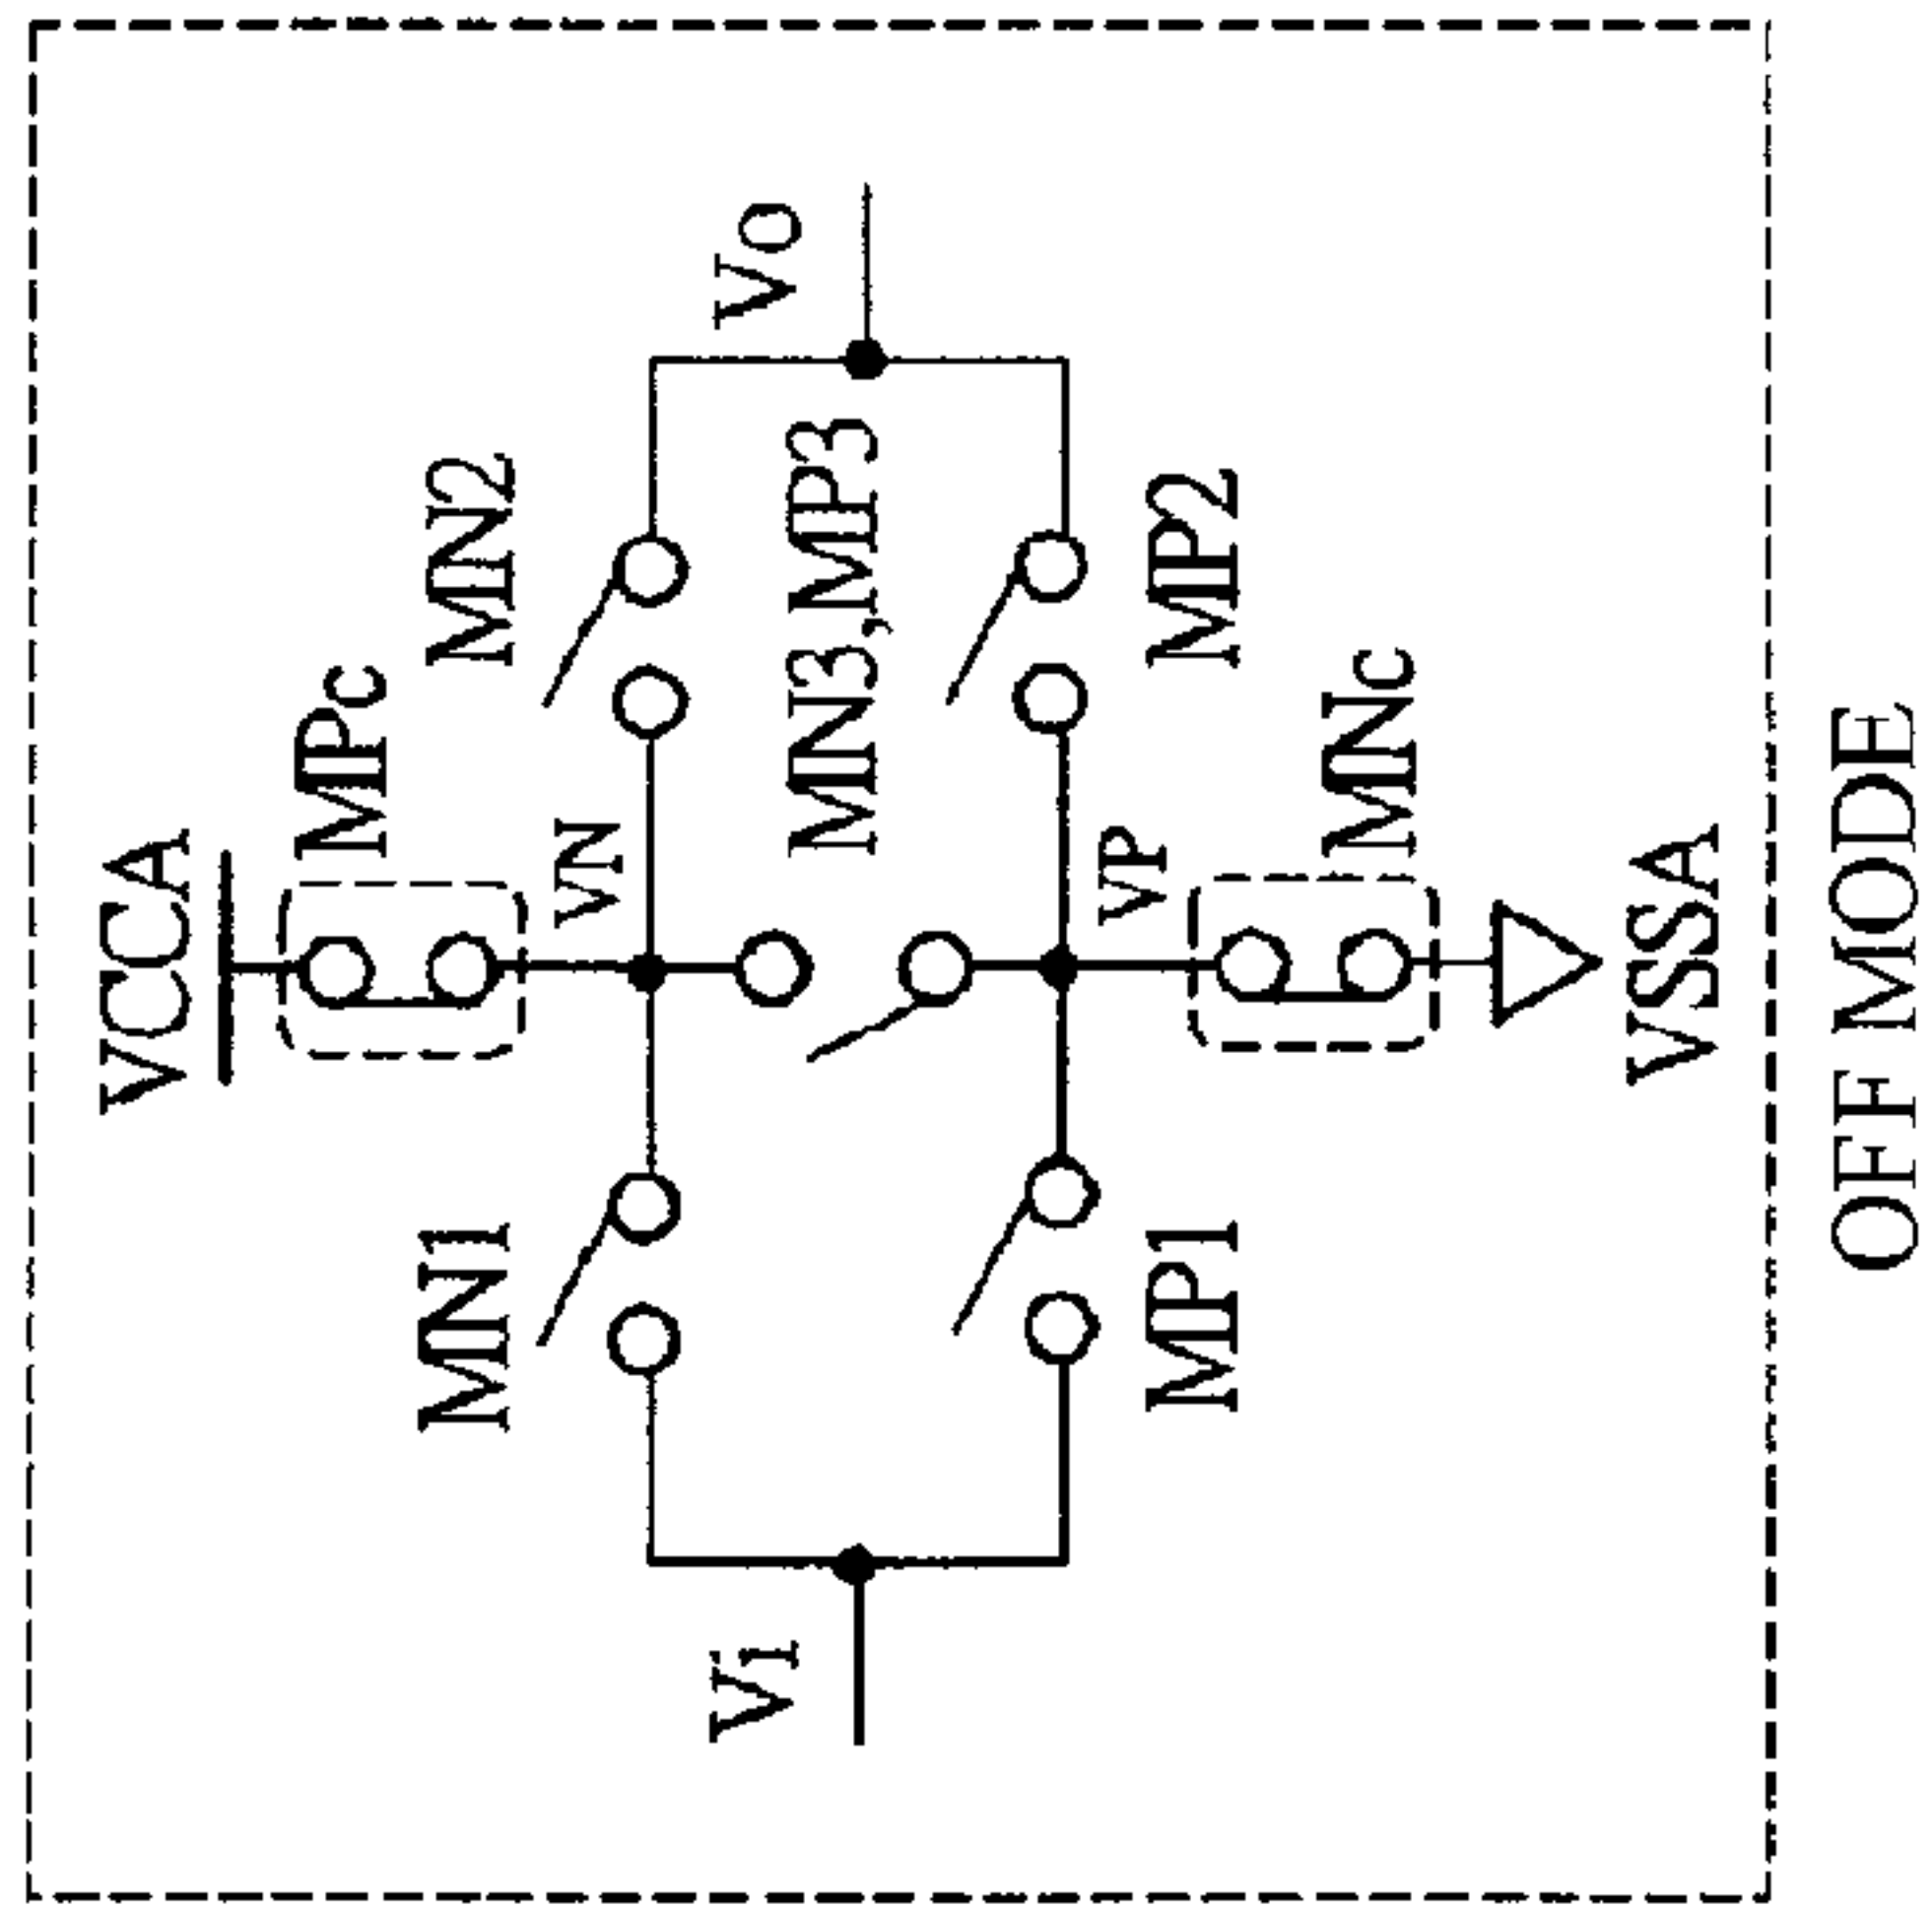 VCCA
MPc
MN1
MN2
VN
Vi
MN3,MP3
Vo
VP
MP1
MP2
MNc
VSSA
OFF MODE